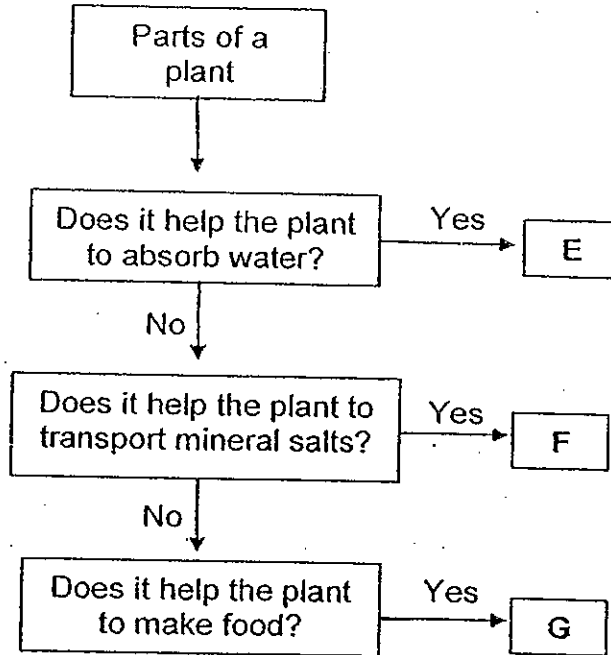 Parts of a
plant
Does it help the plant
to absorb water?
Yes
E
No
Does it help the plant to
transport mineral salts?
Yes
F
No
Does it help the plant
to make food?
Yes
G